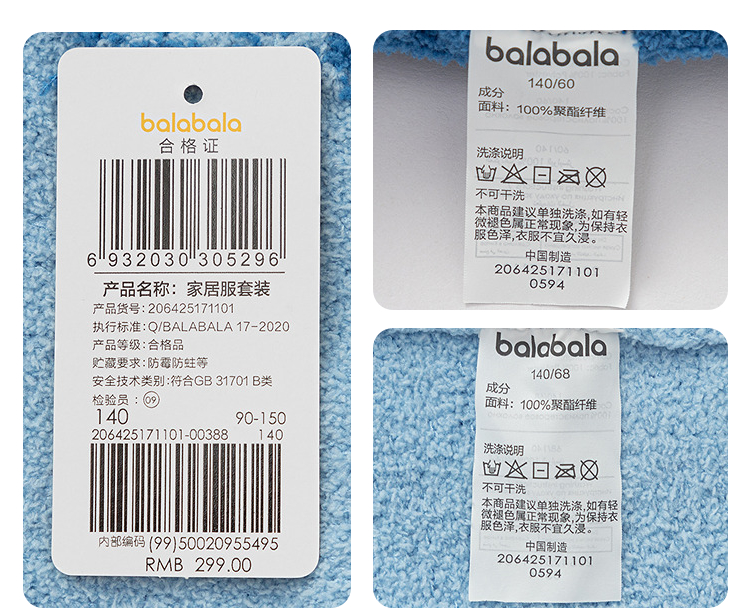 balabala
合格证
6 932030 305296
产品名称：家居服套装
产品货号：206425171101
执行标准：Q/BALABALA 17-2020
产品等级：合格品
贮藏要求：防霉防蛀等
安全技术类别：符合GB 31701 B类
检验员：09
140 90-150
206425171101-00388 140
内部编码 (99)50020955495
RMB 299.00
balabala
140/60
成分
面料：100%聚酯纤维
洗涤说明
不可干洗
本商品建议单独洗涤,如有轻
微褪色属正常现象,为保持衣
服色泽,衣服不宜久浸。
中国制造
206425171101
0594
balabala
140/68
成分
面料：100%聚酯纤维
洗涤说明
不可干洗
本商品建议单独洗涤,如有轻
微褪色属正常现象,为保持衣
服色泽,衣服不宜久浸。
中国制造
206425171101
0594